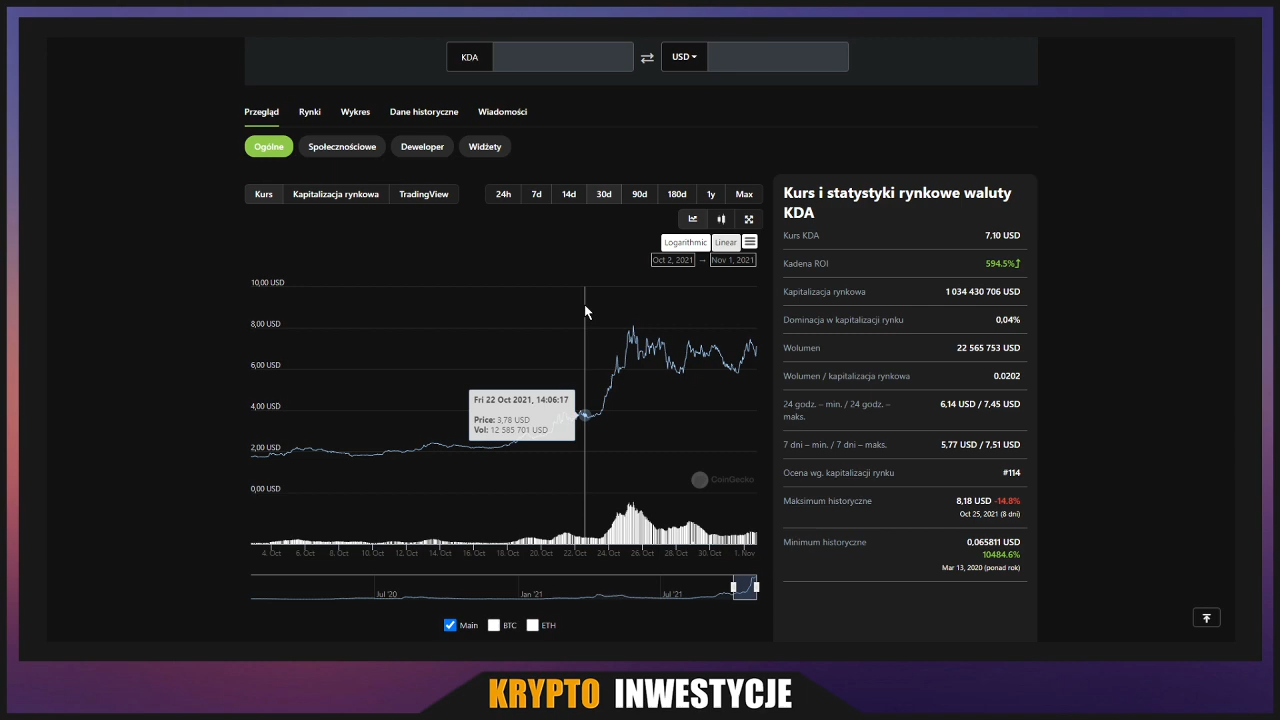 KDA
USD
Przegląd Rynki Wykres Dane historyczne Wiadomości
Ogólne Społecznościowe Deweloper Widżety
Kurs Kapitalizacja rynkowa TradingView
24h 7d 14d 30d 90d 180d 1y Max
Logarithmic Linear
Oct 2, 2021 → Nov 1, 2021
10,00 USD
8,00 USD
6,00 USD
4,00 USD
2,00 USD
0,00 USD
Fri 22 Oct 2021, 14:06:17
Price: 3,78 USD
Vol: 12 585 701 USD
CoinGecko
4. Oct 6. Oct 8. Oct 10. Oct 12. Oct 14. Oct 16. Oct 18. Oct 20. Oct 22. Oct 24. Oct 26. Oct 28. Oct 30. Oct 1. Nov
Jul '20 Jan '21 Jul '21
Main BTC ETH
Kurs i statystyki rynkowe waluty
KDA
Kurs KDA 7,10 USD
Kadena ROI 594.5%
Kapitalizacja rynkowa 1 034 430 706 USD
Dominacja w kapitalizacji rynku 0,04%
Wolumen 22 565 753 USD
Wolumen / kapitalizacja rynkowa 0.0202
24 godz. – min. / 24 godz. – 6,14 USD / 7,45 USD
maks.
7 dni – min. / 7 dni – maks. 5,77 USD / 7,51 USD
Ocena wg. kapitalizacji rynku #114
Maksimum historyczne 8,18 USD -14.8%
Oct 25, 2021 (8 dni)
Minimum historyczne 0,065811 USD
10484.6%
Mar 13, 2020 (ponad rok)
KRYPTO INWESTYCJE